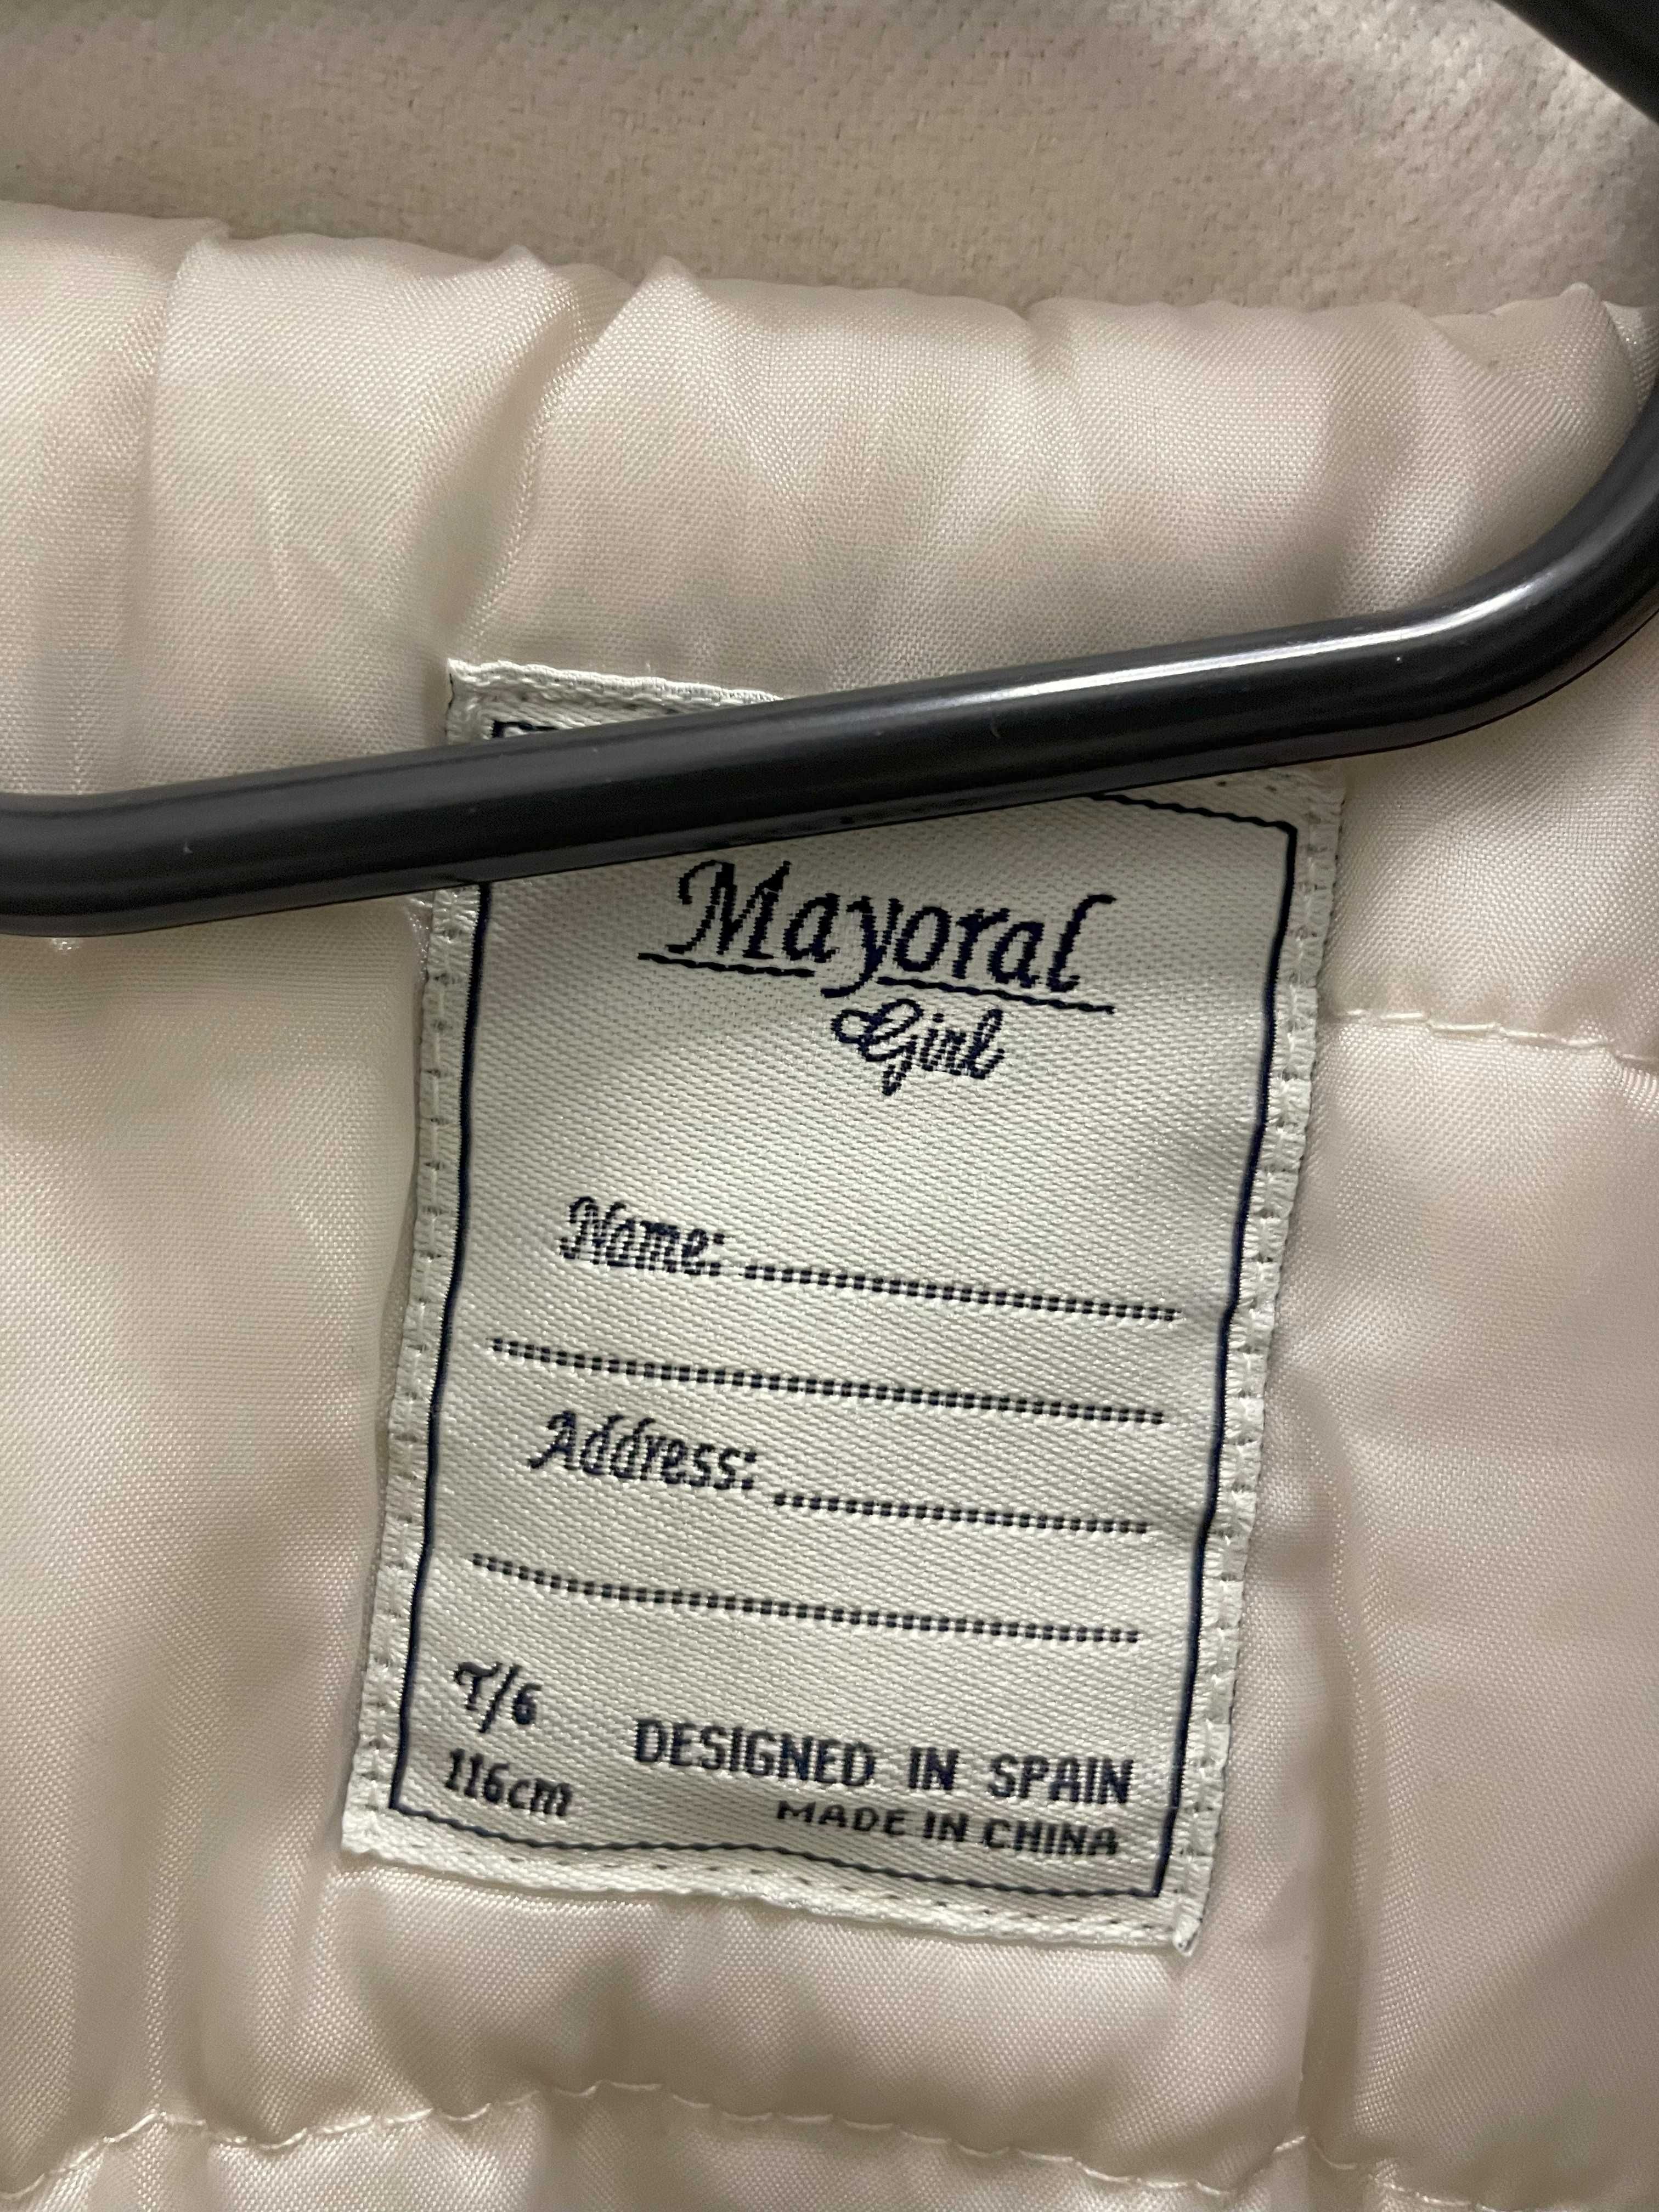 Mayoral
Girl
Name:
Address:
T/6
116cm
DESIGNED IN SPAIN
MADE IN CHINA